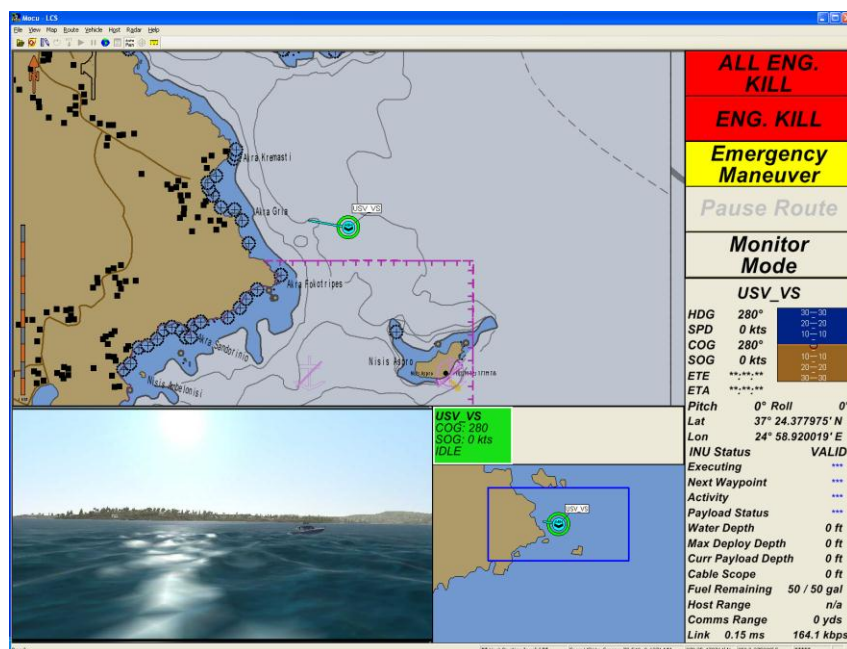 Mocu - LCS
File View Map Route Vehicle Host Radar Help
Akra Kremasti
Akra Gria
USV_VS
Akra Fokotripes
Akra Sandorinio
Nisis Aspro
ALL ENG.
KILL
ENG. KILL
Emergency
Maneuver
Pause Route
Monitor
Mode
USV_VS
HDG 280°
SPD 0 kts
COG 280°
SOG 0 kts
ETE **:**:**
ETA **:**:**
30 30
20 20
10 10
0
10 10
20 20
30 30
Pitch 0° Roll 0°
Lat 37° 24.377975' N
Lon 24° 58.920019' E
INU Status VALID
Executing ***
Next Waypoint ***
Activity ***
Payload Status ***
Water Depth 0 ft
Max Deploy Depth 0 ft
Curr Payload Depth 0 ft
Cable Scope 0 ft
Fuel Remaining 50 / 50 gal
Host Range n/a
Comms Range 0 yds
Link 0.15 ms 164.1 kbps
USV_VS
COG: 280
SOG: 0 kts
IDLE
USV_VS